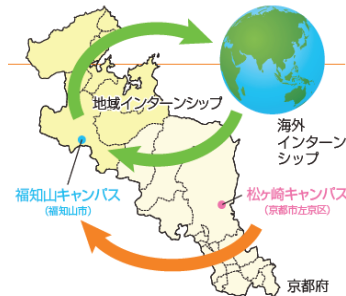 地域インターンシップ
海外
インターン
シップ
福知山キャンパス
(福知山市)
松ヶ崎キャンパス
(京都市左京区)
京都府